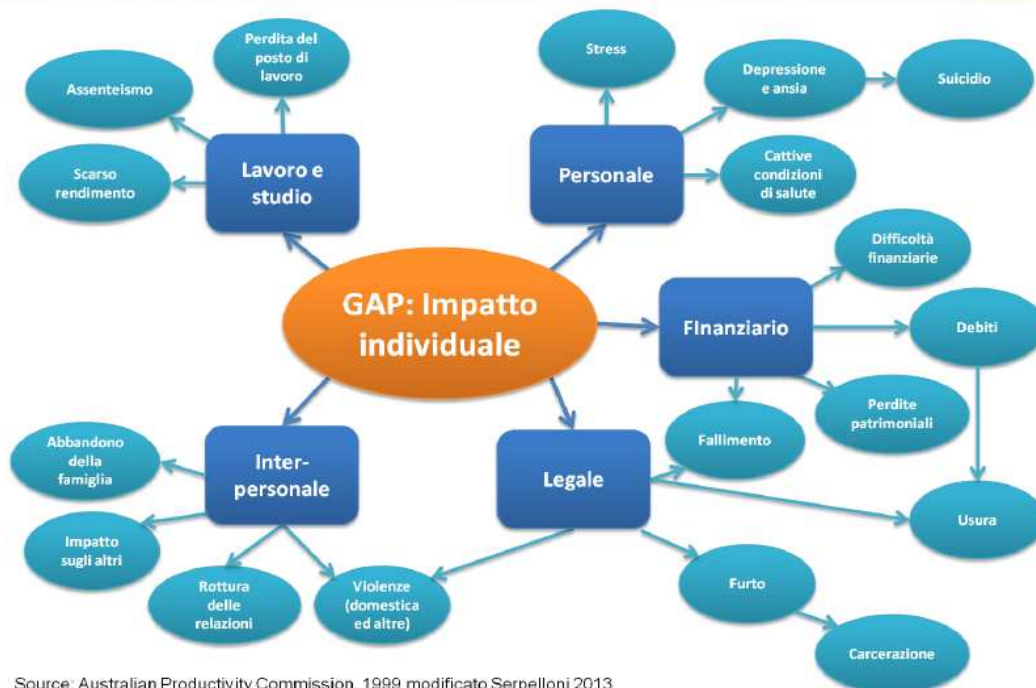 Perdita del
posto di
lavoro
Stress
Depressione
e ansia
Suicidio
Assenteismo
Scarso
rendimento
Lavoro e
studio
Personale
Cattive
condizioni
di salute
Difficoltà
finanziarie
GAP: Impatto
individuale
FInanziario
Debiti
Perdite
patrimoniali
Fallimento
Abbandono
della
famiglia
Inter-
personale
Legale
Usura
Impatto
sugli altri
Rottura
delle
relazioni
Violenze
(domestica
ed altre)
Furto
Carcerazione
Source: Australian Productivity Commission, 1999 modificato Serpelloni 2013